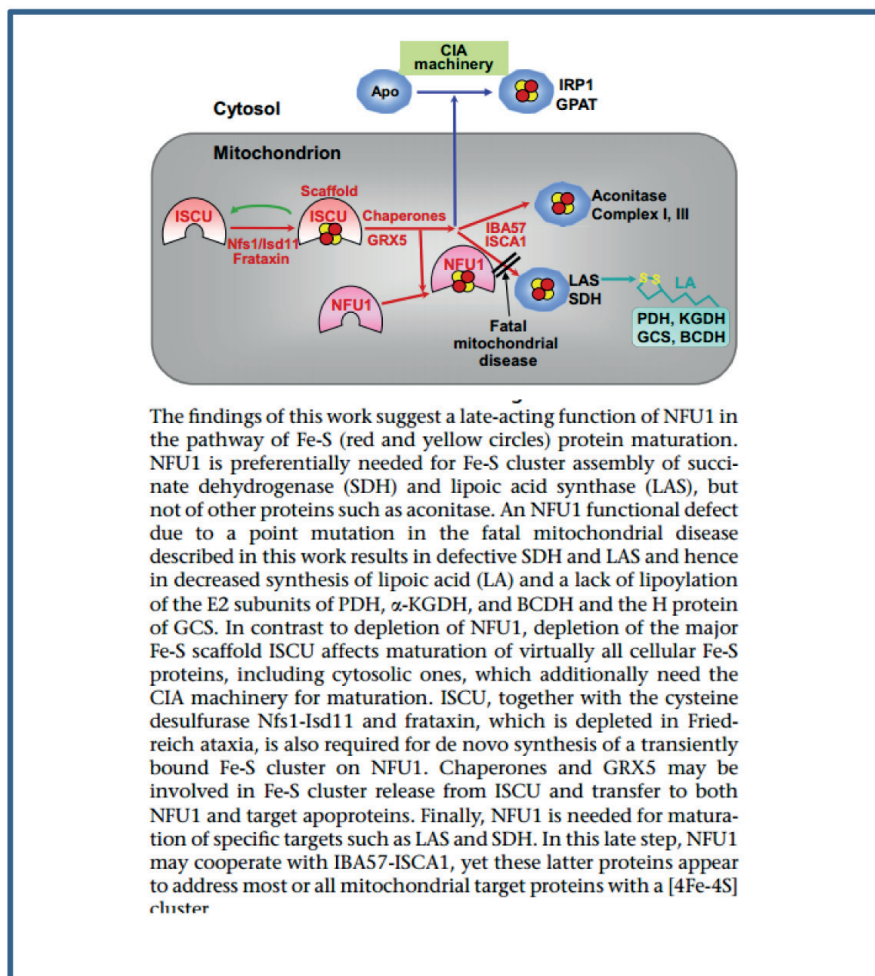 CIA
machinery
Apo
IRP1
GPAT
Cytosol
Mitochondrion
Scaffold
ISCU
ISCU
Chaperones
Aconitase
Complex I, III
Nfs1/Isd11
Frataxin
GRX5
IBA57
ISCA1
NFU1
LAS
SDH
S S
LA
NFU1
PDH, KGDH
GCS, BCDH
Fatal
mitochondrial
disease
The findings of this work suggest a late-acting function of NFU1 in
the pathway of Fe-S (red and yellow circles) protein maturation.
NFU1 is preferentially needed for Fe-S cluster assembly of succi-
nate dehydrogenase (SDH) and lipoic acid synthase (LAS), but
not of other proteins such as aconitase. An NFU1 functional defect
due to a point mutation in the fatal mitochondrial disease
described in this work results in defective SDH and LAS and hence
in decreased synthesis of lipoic acid (LA) and a lack of lipoylation
of the E2 subunits of PDH, α-KGDH, and BCDH and the H protein
of GCS. In contrast to depletion of NFU1, depletion of the major
Fe-S scaffold ISCU affects maturation of virtually all cellular Fe-S
proteins, including cytosolic ones, which additionally need the
CIA machinery for maturation. ISCU, together with the cysteine
desulfurase Nfs1-Isd11 and frataxin, which is depleted in Fried-
reich ataxia, is also required for de novo synthesis of a transiently
bound Fe-S cluster on NFU1. Chaperones and GRX5 may be
involved in Fe-S cluster release from ISCU and transfer to both
NFU1 and target apoproteins. Finally, NFU1 is needed for matura-
tion of specific targets such as LAS and SDH. In this late step, NFU1
may cooperate with IBA57-ISCA1, yet these latter proteins appear
to address most or all mitochondrial target proteins with a [4Fe-4S]
cluster